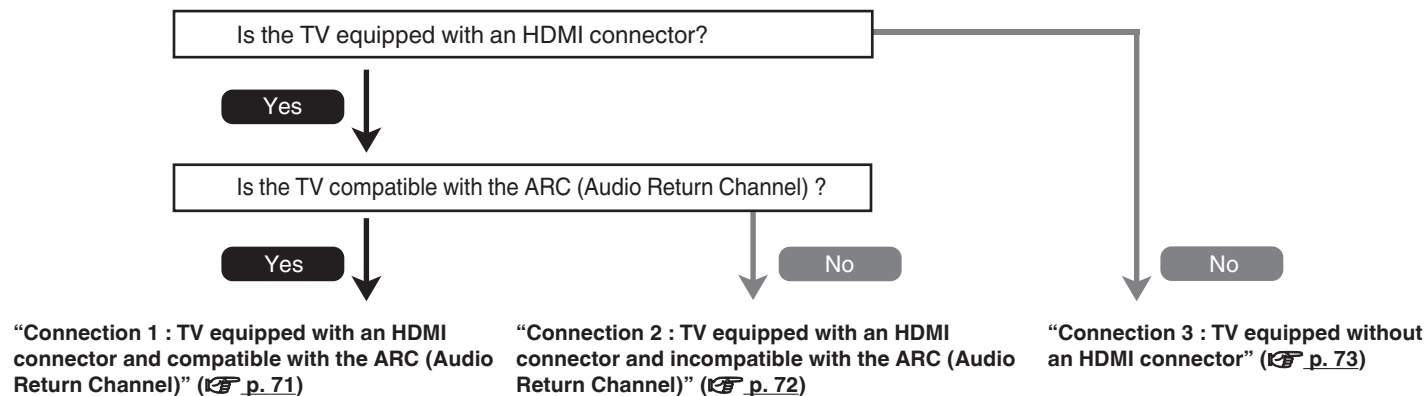 Is the TV equipped with an HDMI connector?
Yes
Is the TV compatible with the ARC (Audio Return Channel) ?
Yes
No
No
“Connection 1 : TV equipped with an HDMI
connector and compatible with the ARC (Audio
Return Channel)” (☞ p. 71)
“Connection 2 : TV equipped with an HDMI
connector and incompatible with the ARC (Audio
Return Channel)” (☞ p. 72)
“Connection 3 : TV equipped without
an HDMI connector” (☞ p. 73)